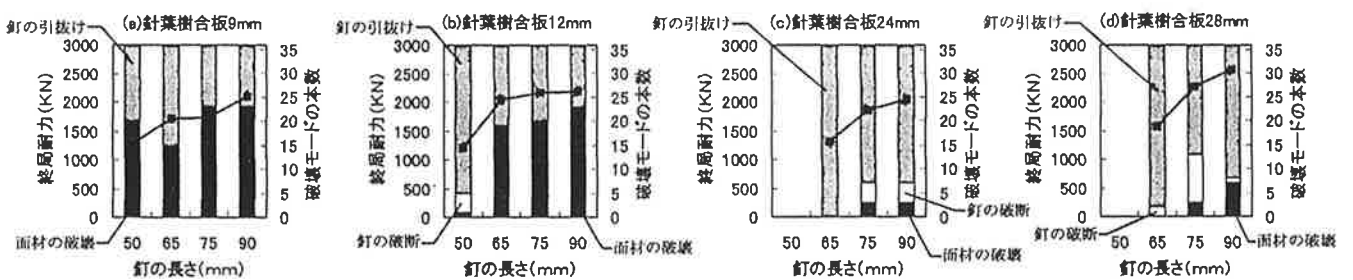 釘の引抜け
(a)針葉樹合板9mm
終局耐力(KN)
3000
2500
2000
1500
1000
500
0
35
30
25
20
15
10
5
0
破壊モードの本数
面材の破壊
50 65 75 90
釘の長さ(mm)
釘の引抜け
(b)針葉樹合板12mm
終局耐力(KN)
3000
2500
2000
1500
1000
500
0
35
30
25
20
15
10
5
0
破壊モードの本数
釘の破断
面材の破壊
50 65 75 90
釘の長さ(mm)
釘の引抜け
(c)針葉樹合板24mm
終局耐力(KN)
3000
2500
2000
1500
1000
500
0
35
30
25
20
15
10
5
0
破壊モードの本数
釘の破断
面材の破壊
50 65 75 90
釘の長さ(mm)
釘の引抜け
(d)針葉樹合板28mm
終局耐力(KN)
3000
2500
2000
1500
1000
500
0
35
30
25
20
15
10
5
0
破壊モードの本数
釘の破断
面材の破壊
50 65 75 90
釘の長さ(mm)